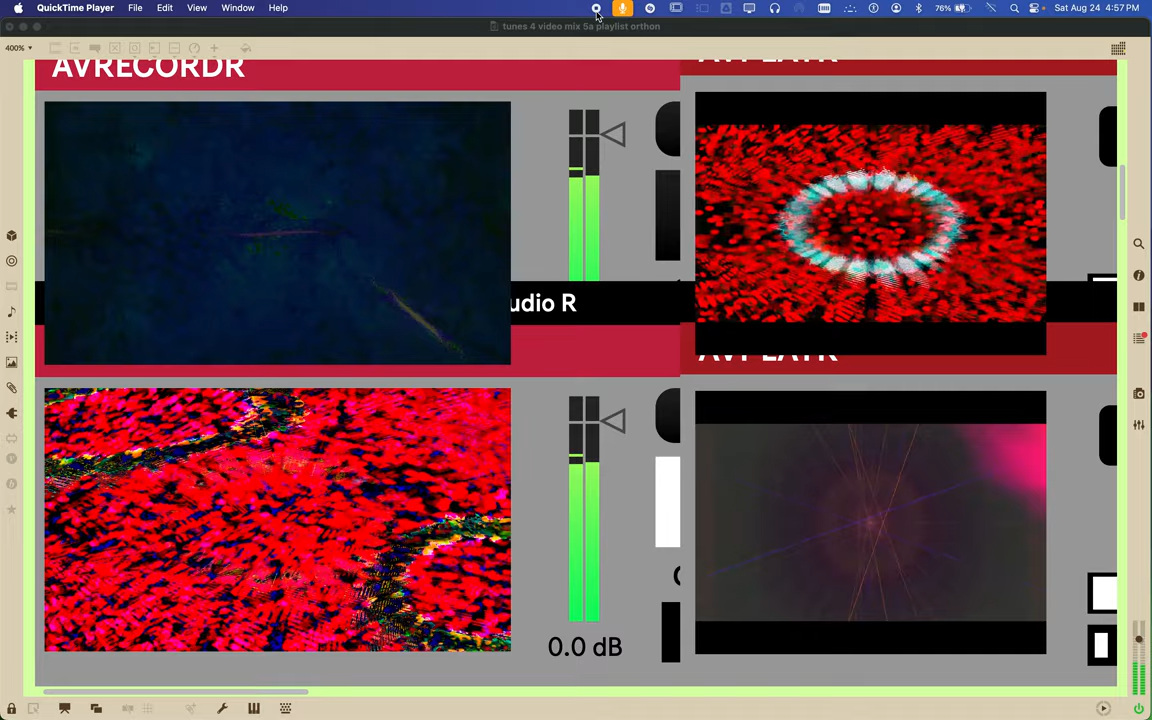 QuickTime Player File Edit View Window Help 76% Sat Aug 24 4:57 PM
tunes 4 video mix 5a playlist orthon
400%
AVRECORDR
udio R
AVPLAYR
0.0 dB